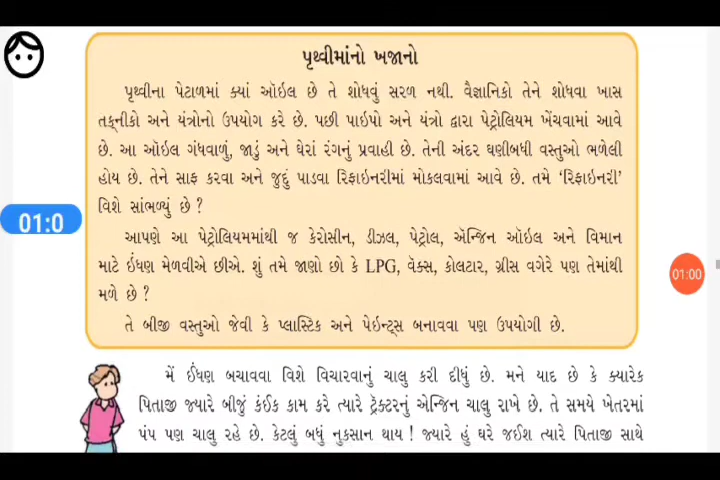 પૃથ્વીમાંનો ખજાનો
પૃથ્વીના પેટાળમાં ક્યાં ઑઇલ છે તે શોધવું સરળ નથી. વૈજ્ઞાનિકો તેને શોધવા ખાસ
તક્નીકો અને યંત્રોનો ઉપયોગ કરે છે. પછી પાઇપો અને યંત્રો દ્વારા પેટ્રોલિયમ ખેંચવામાં આવે
છે. આ ઑઇલ ગંધવાળું, જાડું અને ઘેરાં રંગનું પ્રવાહી છે. તેની અંદર ઘણીબધી વસ્તુઓ ભળેલી
હોય છે. તેને સાફ કરવા અને જુદું પાડવા રિફાઇનરીમાં મોકલવામાં આવે છે. તમે ‘રિફાઇનરી’
વિશે સાંભળ્યું છે ?
01:0
આપણે આ પેટ્રોલિયમમાંથી જ કેરોસીન, ડીઝલ, પેટ્રોલ, ઍન્જિન ઑઇલ અને વિમાન
માટે ઈંધણ મેળવીએ છીએ. શું તમે જાણો છો કે LPG, વૅક્સ, કોલટાર, ગ્રીસ વગેરે પણ તેમાંથી
01:00
મળે છે ?
તે બીજી વસ્તુઓ જેવી કે પ્લાસ્ટિક અને પેઇન્ટ્સ બનાવવા પણ ઉપયોગી છે.
મેં ઈંધણ બચાવવા વિશે વિચારવાનું ચાલુ કરી દીધું છે. મને યાદ છે કે ક્યારેક
પિતાજી જ્યારે બીજું કંઈક કામ કરે ત્યારે ટ્રૅક્ટરનું એન્જિન ચાલુ રાખે છે. તે સમયે ખેતરમાં
પંપ પણ ચાલુ રહે છે. કેટલું બધું નુકસાન થાય ! જ્યારે હું ઘરે જઈશ ત્યારે પિતાજી સાથે